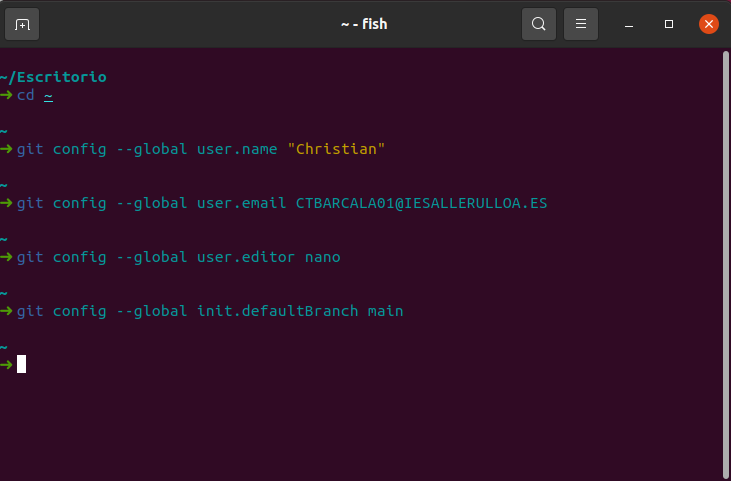 ~ - fish
~/Escritorio
➜ cd ~
~
➜ git config --global user.name "Christian"
~
➜ git config --global user.email CTBARCALA01@IESALLERULLOA.ES
~
➜ git config --global user.editor nano
~
➜ git config --global init.defaultBranch main
~
➜